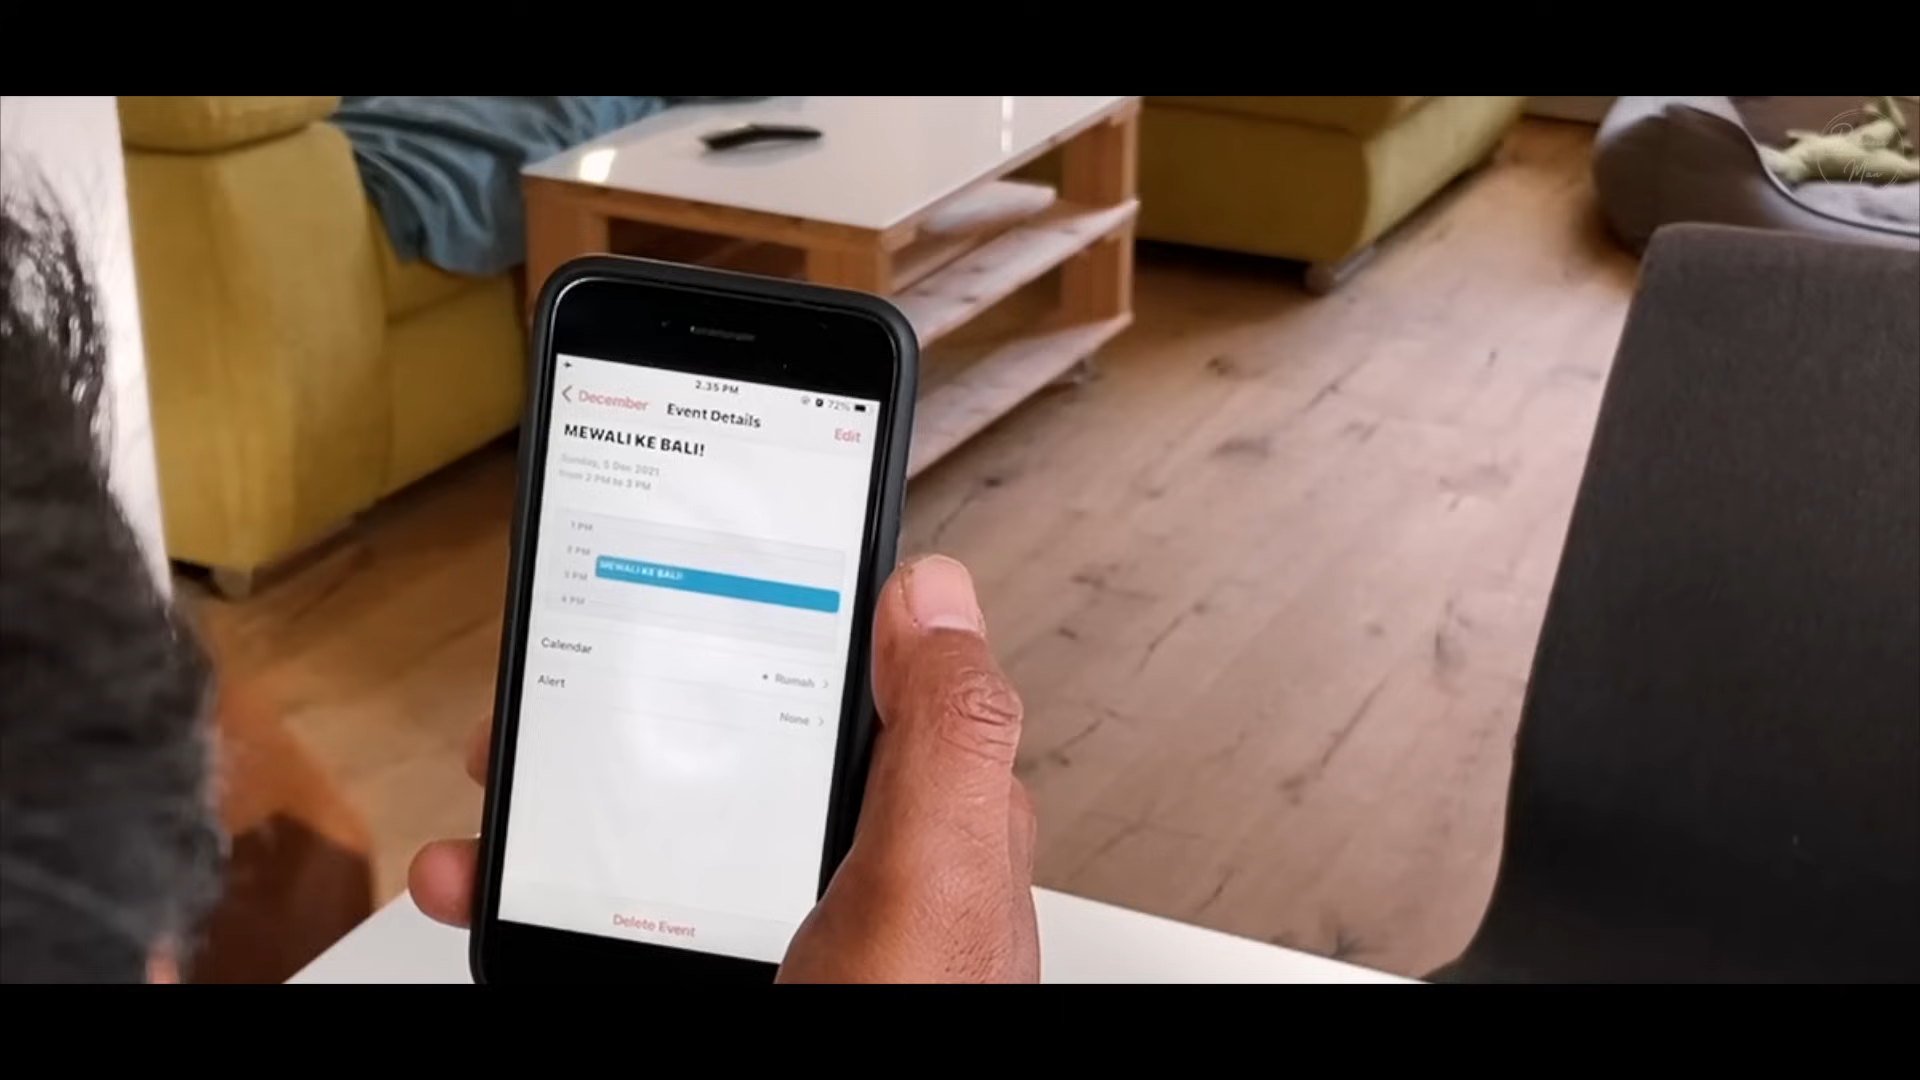 2.35 PM
72%
December
Event Details
Edit
MEWALI KE BALI!
Sunday, 5 Dec 2021
from 2 PM to 3 PM
1 PM
2 PM
MEWALI KE BALI!
3 PM
4 PM
Calendar
Rumah
Alert
None
Delete Event
Man